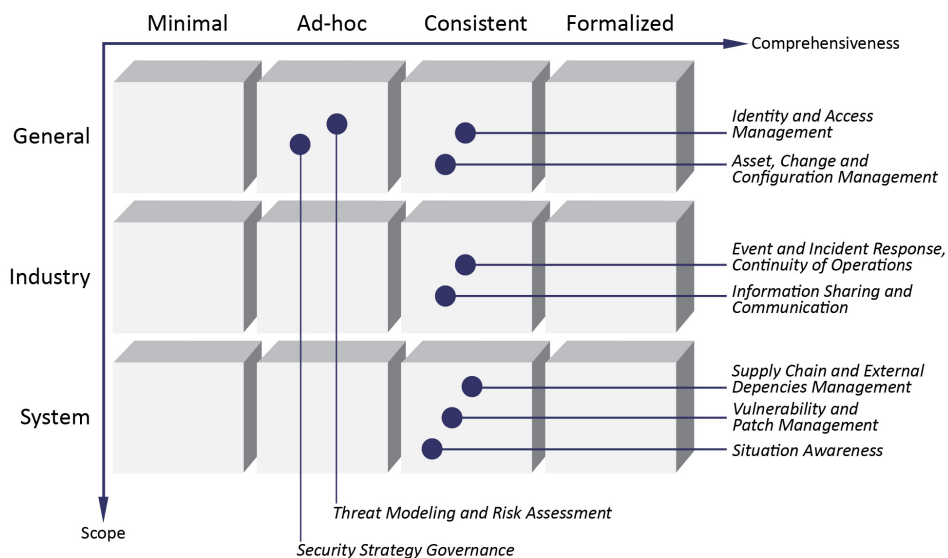 Minimal
Ad-hoc
Consistent
Formalized
Comprehensiveness
General
Identity and Access
Management
Asset, Change and
Configuration Management
Industry
Event and Incident Response,
Continuity of Operations
Information Sharing and
Communication
System
Supply Chain and External
Depencies Management
Vulnerability and
Patch Management
Situation Awareness
Threat Modeling and Risk Assessment
Scope
Security Strategy Governance